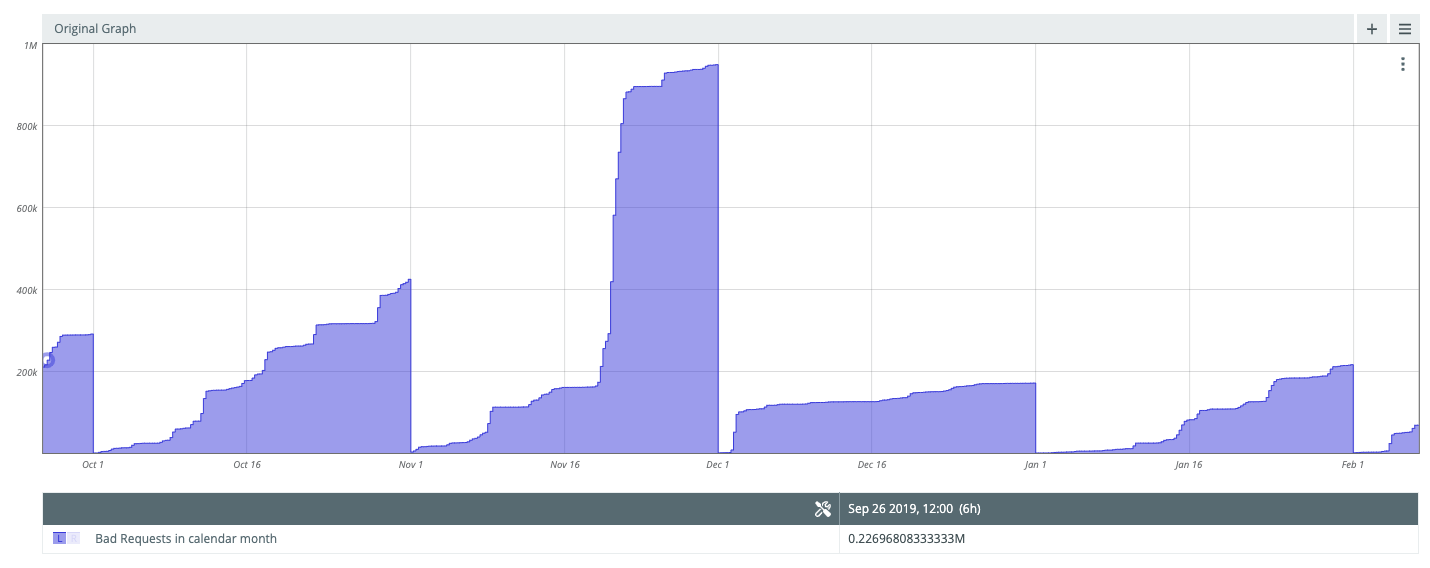 Original Graph
1M
800k
600k
400k
200k
Oct 1 Oct 16 Nov 1 Nov 16 Dec 1 Dec 16 Jan 1 Jan 16 Feb 1
Sep 26 2019, 12:00 (6h)
L R Bad Requests in calendar month 0.22696808333333M